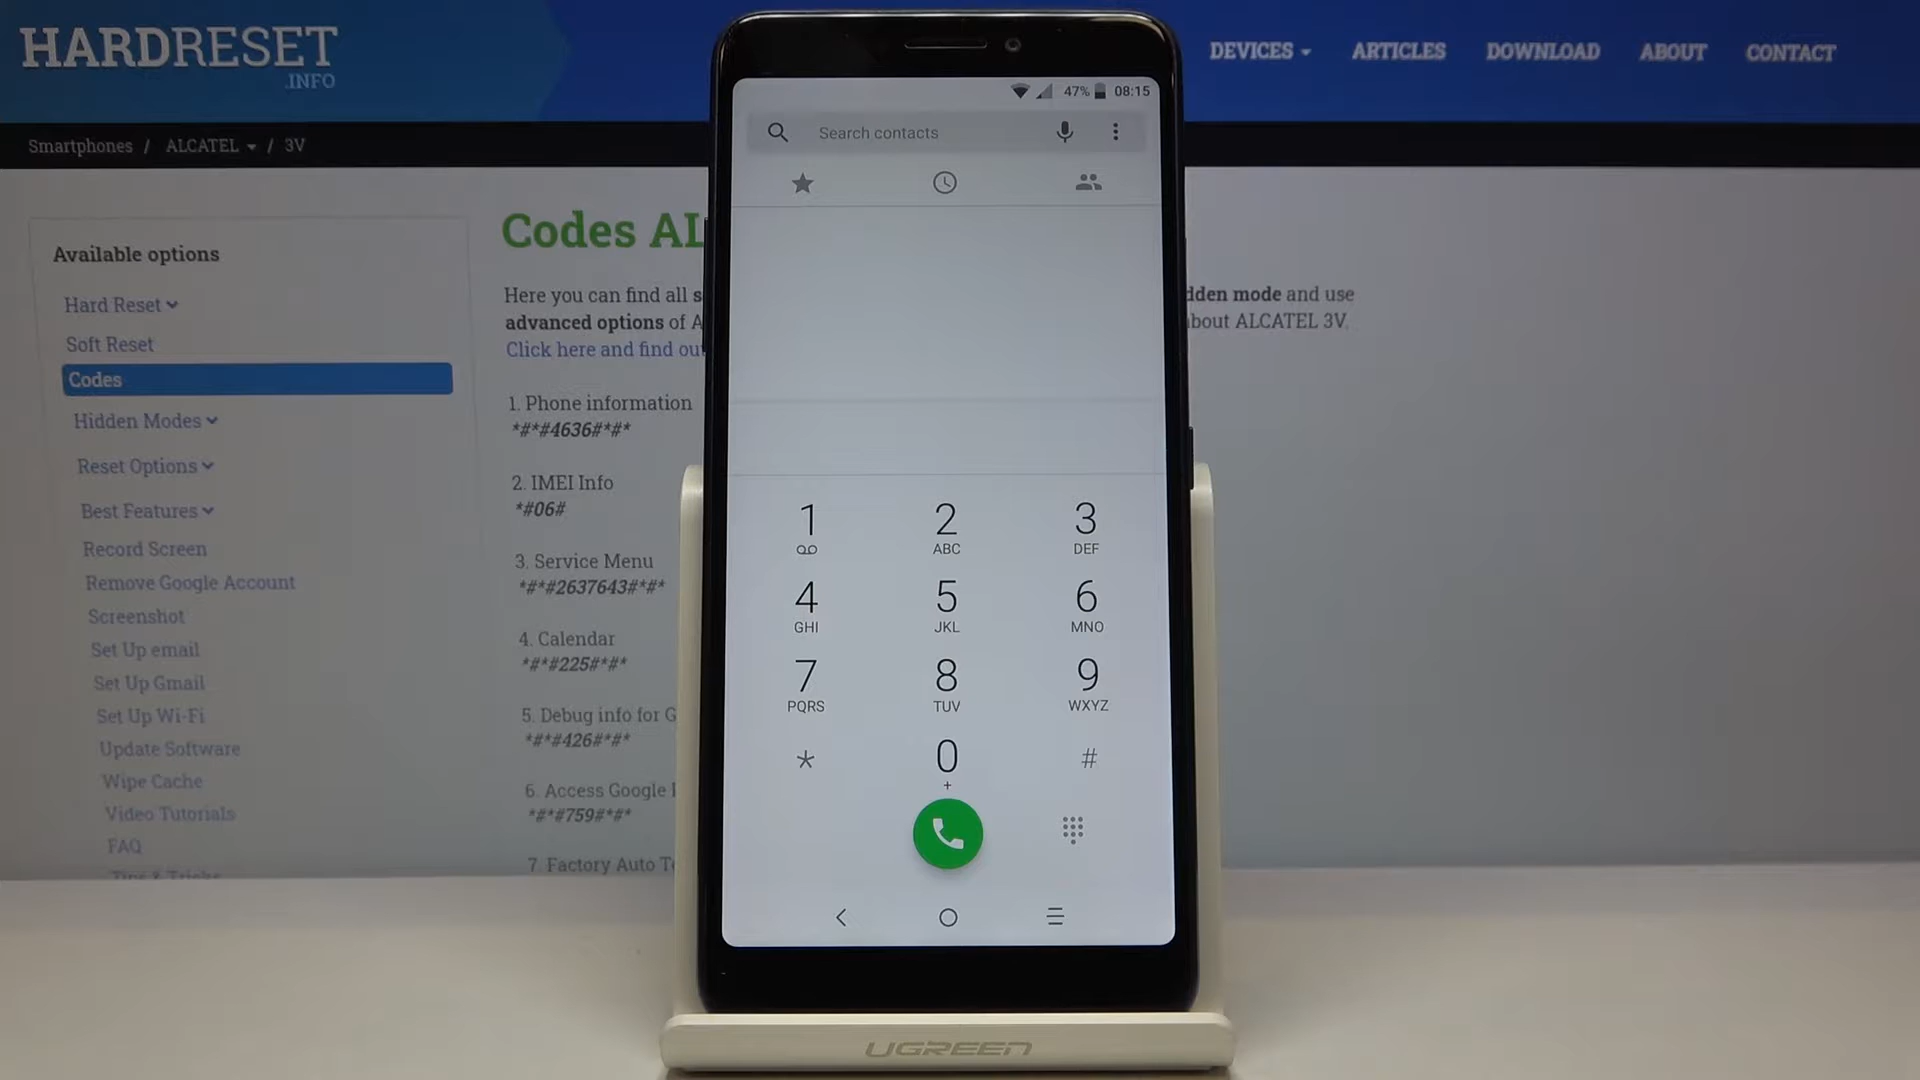 HARDRESET
.INFO
DEVICES
ARTICLES
DOWNLOAD
ABOUT
CONTACT
Smartphones / ALCATEL / 3V
Available options
Hard Reset
Soft Reset
Codes
Hidden Modes
Reset Options
Best Features
Record Screen
Remove Google Account
Screenshot
Set Up email
Set Up Gmail
Set Up Wi-Fi
Update Software
Wipe Cache
Video Tutorials
FAQ
Tips & Tricks
Codes AL
Here you can find all s
dden mode and use
advanced options of A
bout ALCATEL 3V.
Click here and find ou
1. Phone information
*#*#4636#*#*
2. IMEI Info
*#06#
3. Service Menu
*#*#2637643#*#*
4. Calendar
*#*#225#*#*
5. Debug info for G
*#*#426#*#*
6. Access Google
*#*#759#*#*
7. Factory Auto Te
47% 08:15
Search contacts
1 2 3
ABC DEF
4 5 6
GHI JKL MNO
7 8 9
PQRS TUV WXYZ
* 0 #
+
UGREEN